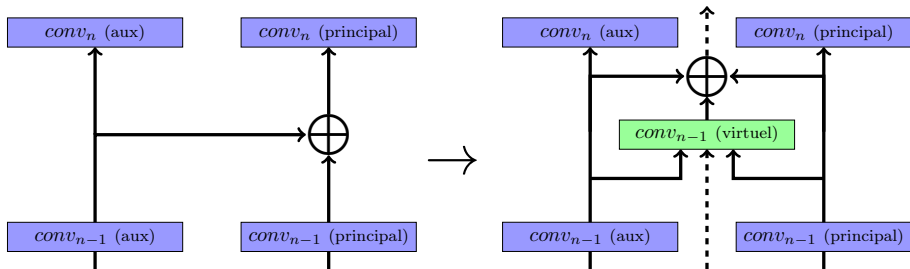 conv_n (aux)
conv_n (principal)
conv_{n-1} (aux)
conv_{n-1} (principal)
conv_n (aux)
conv_n (principal)
conv_{n-1} (virtuel)
conv_{n-1} (aux)
conv_{n-1} (principal)